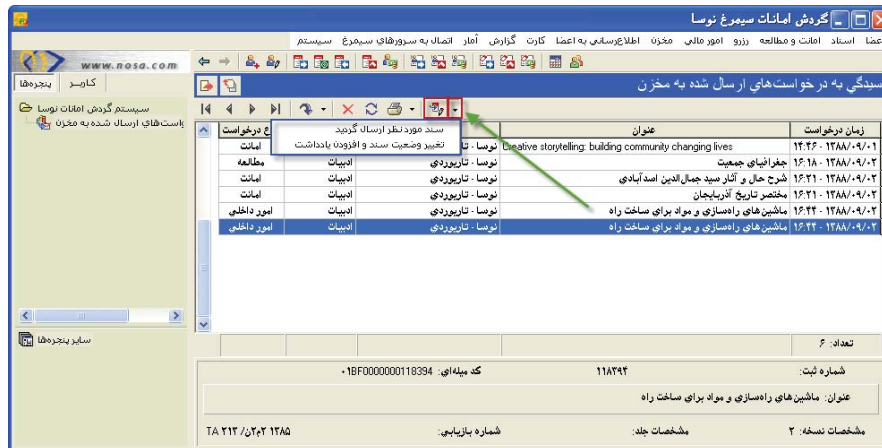 گردش امانات سیمرغ نوسا
اعضا اسناد امانت و مطالعه رزرو امور مالی مخزن اطلاع‌رسانی به اعضا کارت گزارش آمار اتصال به سرورهای سیمرغ سیستم
www.nosa.com
کاربر پنجره‌ها
سیدگی به درخواست‌های ارسال شده به مخزن
سیستم گردش امانات نوسا
واست‌های ارسال شده به مخزن
سند مورد نظر ارسال گردید
تغییر وضعیت سند و افزودن یادداشت
زمان درخواست عنوان ع درخواست
۱۳۸۸/۰۹/۰۱ - ۱۴:۴۶ Creative storytelling: building community changing lives نوسا - تاریوردی امانت
۱۳۸۸/۰۹/۰۲ - ۱۶:۱۸ جغرافیای جمعیت نوسا - تاریوردی ادبیات مطالعه
۱۳۸۸/۰۹/۰۲ - ۱۶:۲۱ شرح حال و آثار سید جمال‌الدین اسدآبادی نوسا - تاریوردی ادبیات امانت
۱۳۸۸/۰۹/۰۲ - ۱۶:۲۱ مختصر تاریخ آذربایجان نوسا - تاریوردی ادبیات امانت
۱۳۸۸/۰۹/۰۲ - ۱۶:۴۴ ماشین‌های راه‌سازی و مواد برای ساخت راه نوسا - تاریوردی ادبیات امور داخلی
۱۳۸۸/۰۹/۰۲ - ۱۶:۴۴ ماشین‌های راه‌سازی و مواد برای ساخت راه نوسا - تاریوردی ادبیات امور داخلی
سایر پنجره‌ها
تعداد: ۶
شماره ثبت: ۱۱۸۳۹۴ کد میله‌ای: 01BF0000000118394
عنوان: ماشین‌های راه‌سازی و مواد برای ساخت راه
مشخصات نسخه: ۲ مشخصات جلد: شماره بازیابی: TA ۲۱۳ /ن۲م۲ ۱۳۸۵